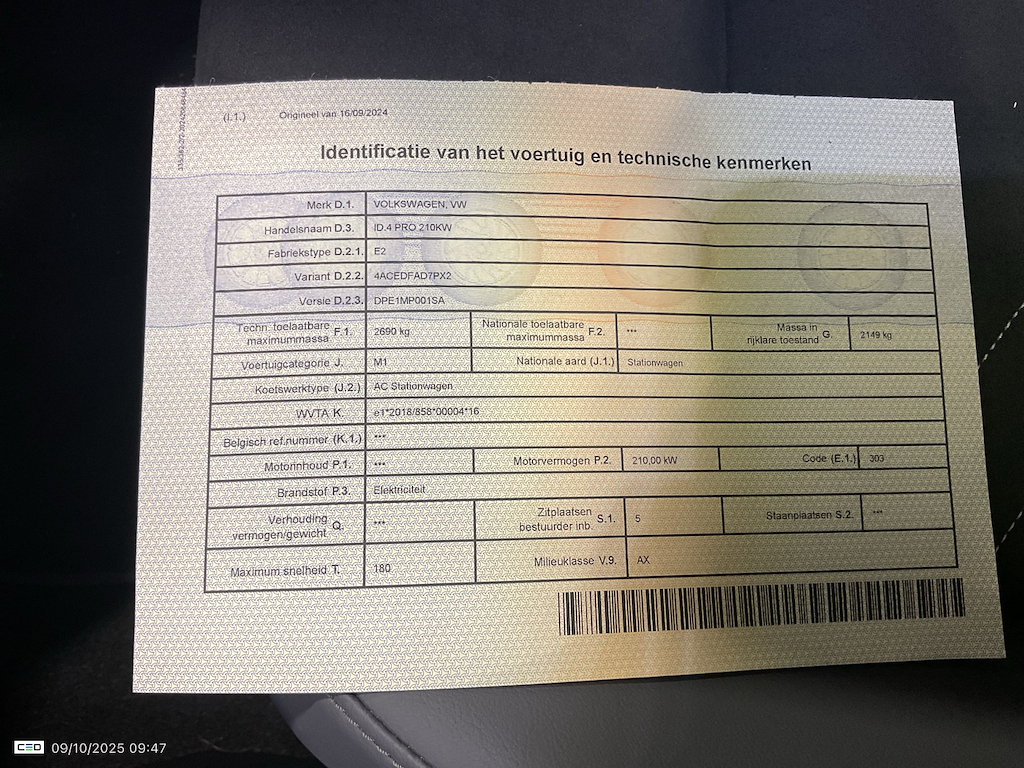 (I.1.) Origineel van 16/09/2024
Identificatie van het voertuig en technische kenmerken
Merk D.1. VOLKSWAGEN, VW
Handelsnaam D.3. ID.4 PRO 210KW
Fabriekstype D.2.1. E2
Variant D.2.2. 4ACEDFAD7PX2
Versie D.2.3. DPE1MP001SA
Techn. toelaatbare maximummassa F.1. 2690 kg Nationale toelaatbare maximummassa F.2. *** Massa in rijklare toestand G. 2149 kg
Voertuigcategorie J. M1 Nationale aard (J.1.) Stationwagen
Koetswerktype (J.2.) AC Stationwagen
WVTA K. e1*2018/858*00004*16
Belgisch ref.nummer (K.1.) ***
Motorinhoud P.1. *** Motorvermogen P.2. 210,00 kW Code (E.1.) 303
Brandstof P.3. Elektriciteit
Verhouding vermogen/gewicht Q. *** Zitplaatsen bestuurder inb. S.1. 5 Staanplaatsen S.2. ***
Maximum snelheid T. 180 Milieuklasse V.9. AX
CEO 09/10/2025 09:47